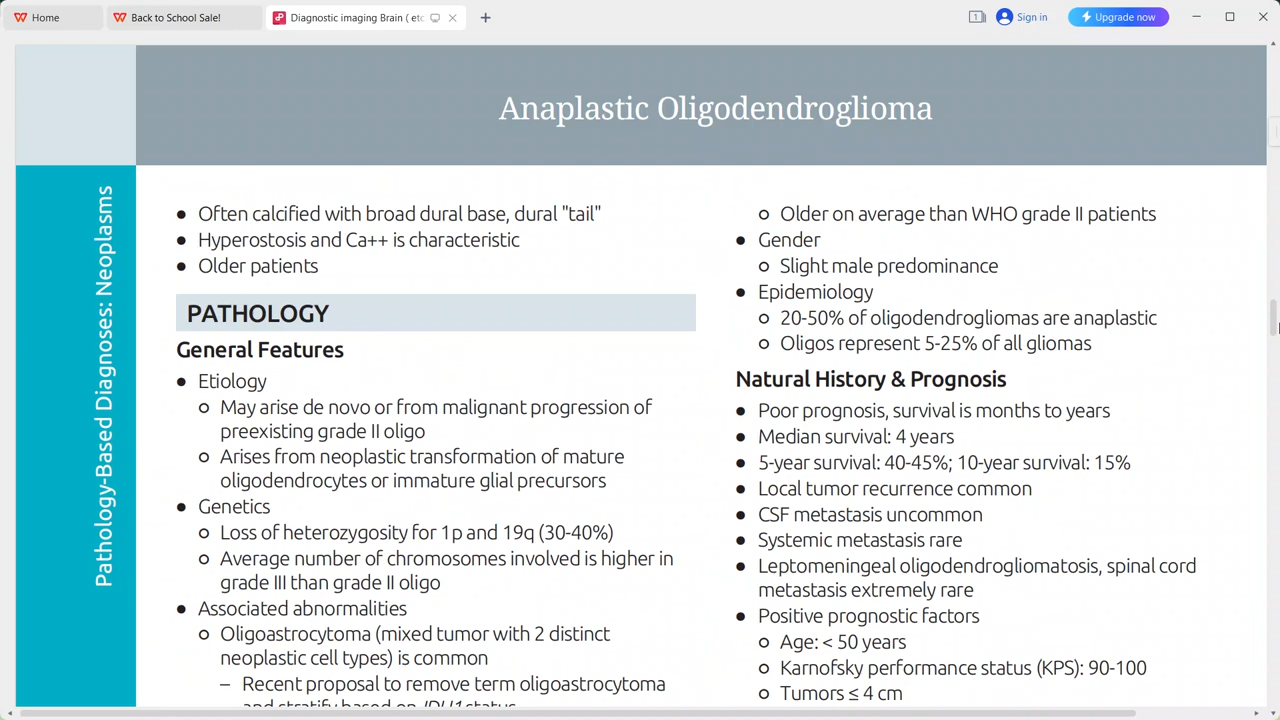 Home
Back to School Sale!
Diagnostic imaging Brain ( etc
1
Sign in
Upgrade now
Anaplastic Oligodendroglioma
Pathology-Based Diagnoses: Neoplasms
● Often calcified with broad dural base, dural "tail"
● Hyperostosis and Ca++ is characteristic
● Older patients
PATHOLOGY
General Features
● Etiology
○ May arise de novo or from malignant progression of
preexisting grade II oligo
○ Arises from neoplastic transformation of mature
oligodendrocytes or immature glial precursors
● Genetics
○ Loss of heterozygosity for 1p and 19q (30-40%)
○ Average number of chromosomes involved is higher in
grade III than grade II oligo
● Associated abnormalities
○ Oligoastrocytoma (mixed tumor with 2 distinct
neoplastic cell types) is common
– Recent proposal to remove term oligoastrocytoma
and stratify based on IDH1 status
○ Older on average than WHO grade II patients
● Gender
○ Slight male predominance
● Epidemiology
○ 20-50% of oligodendrogliomas are anaplastic
○ Oligos represent 5-25% of all gliomas
Natural History & Prognosis
● Poor prognosis, survival is months to years
● Median survival: 4 years
● 5-year survival: 40-45%; 10-year survival: 15%
● Local tumor recurrence common
● CSF metastasis uncommon
● Systemic metastasis rare
● Leptomeningeal oligodendrogliomatosis, spinal cord
metastasis extremely rare
● Positive prognostic factors
○ Age: < 50 years
○ Karnofsky performance status (KPS): 90-100
○ Tumors ≤ 4 cm